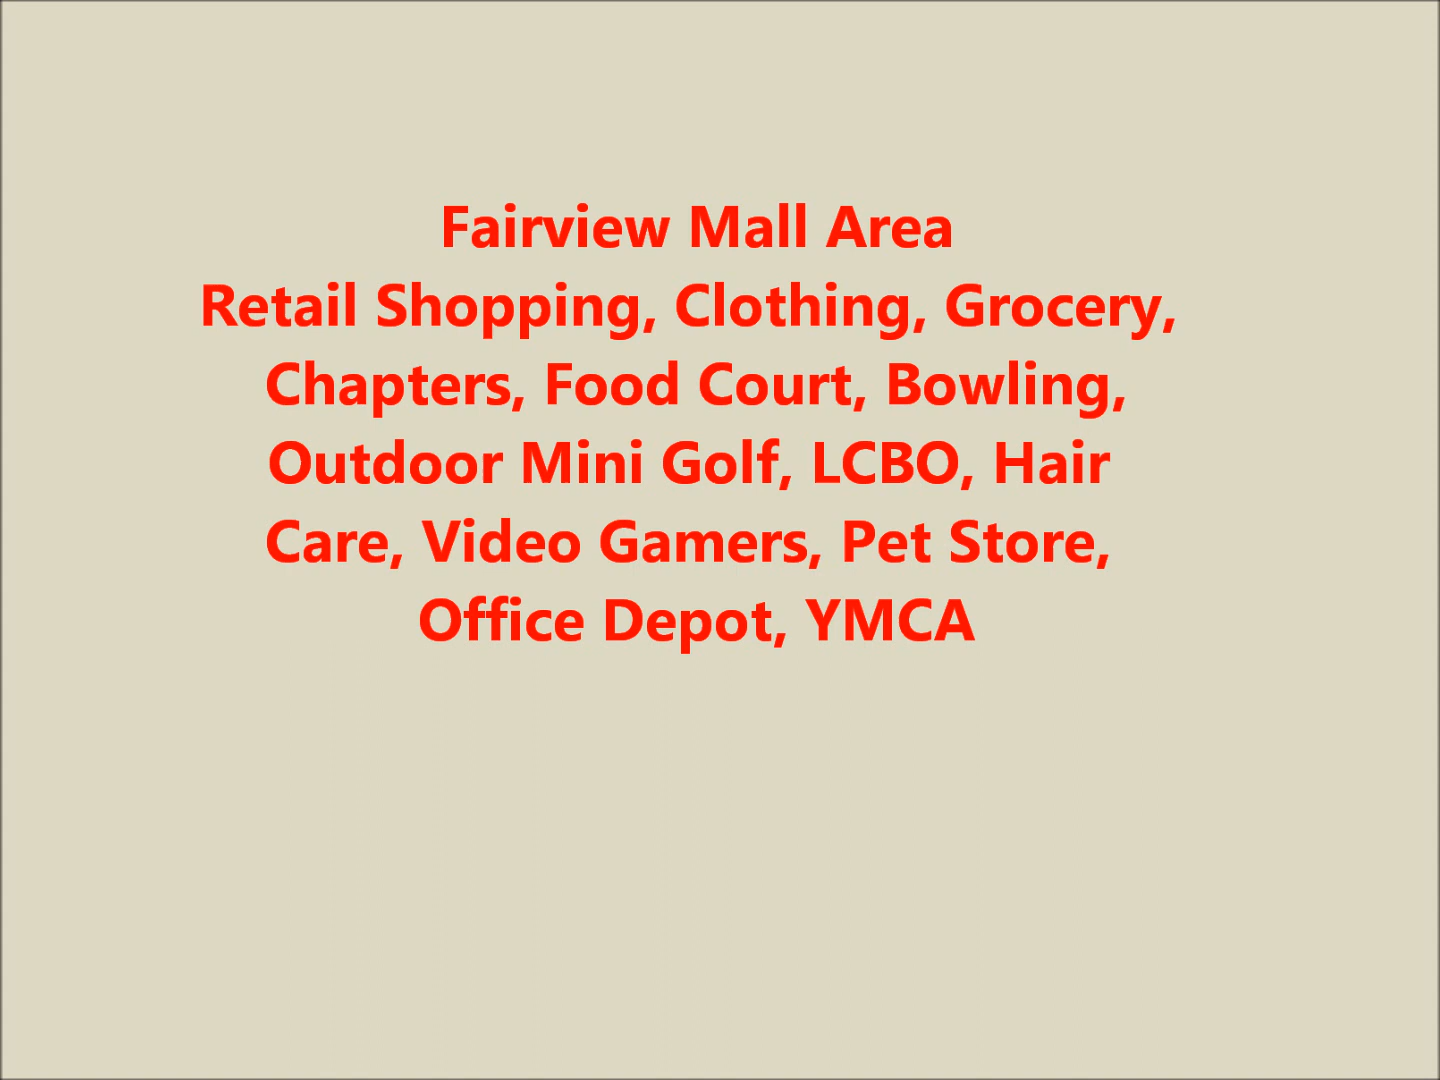 Fairview Mall Area
Retail Shopping, Clothing, Grocery,
Chapters, Food Court, Bowling,
Outdoor Mini Golf, LCBO, Hair
Care, Video Gamers, Pet Store,
Office Depot, YMCA